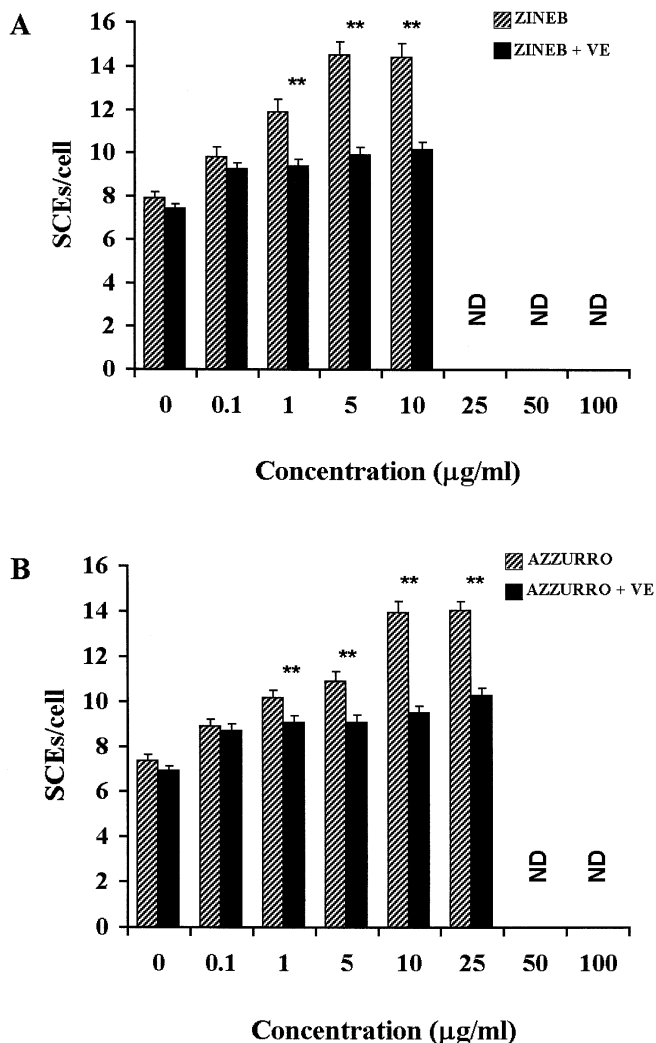 A
ZINEB
ZINEB + VE
SCEs/cell
16
14
12
10
8
6
4
2
0
**
**
**
ND
ND
ND
0 0.1 1 5 10 25 50 100
Concentration (µg/ml)
B
AZZURRO
AZZURRO + VE
SCEs/cell
16
14
12
10
8
6
4
2
0
**
**
**
**
ND
ND
0 0.1 1 5 10 25 50 100
Concentration (µg/ml)